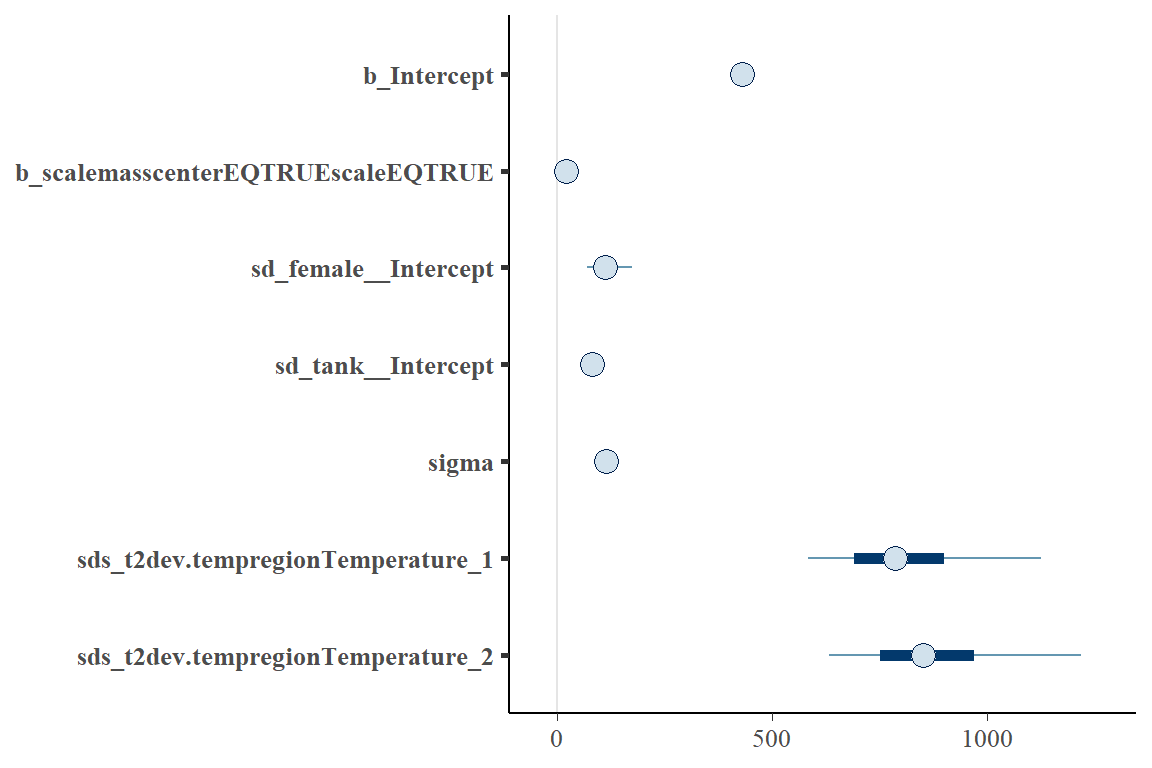 b_Intercept
b_scalemasscenterEQTRUEscaleEQTRUE
sd_female__Intercept
sd_tank__Intercept
sigma
sds_t2dev.tempregionTemperature_1
sds_t2dev.tempregionTemperature_2
0 500 1000